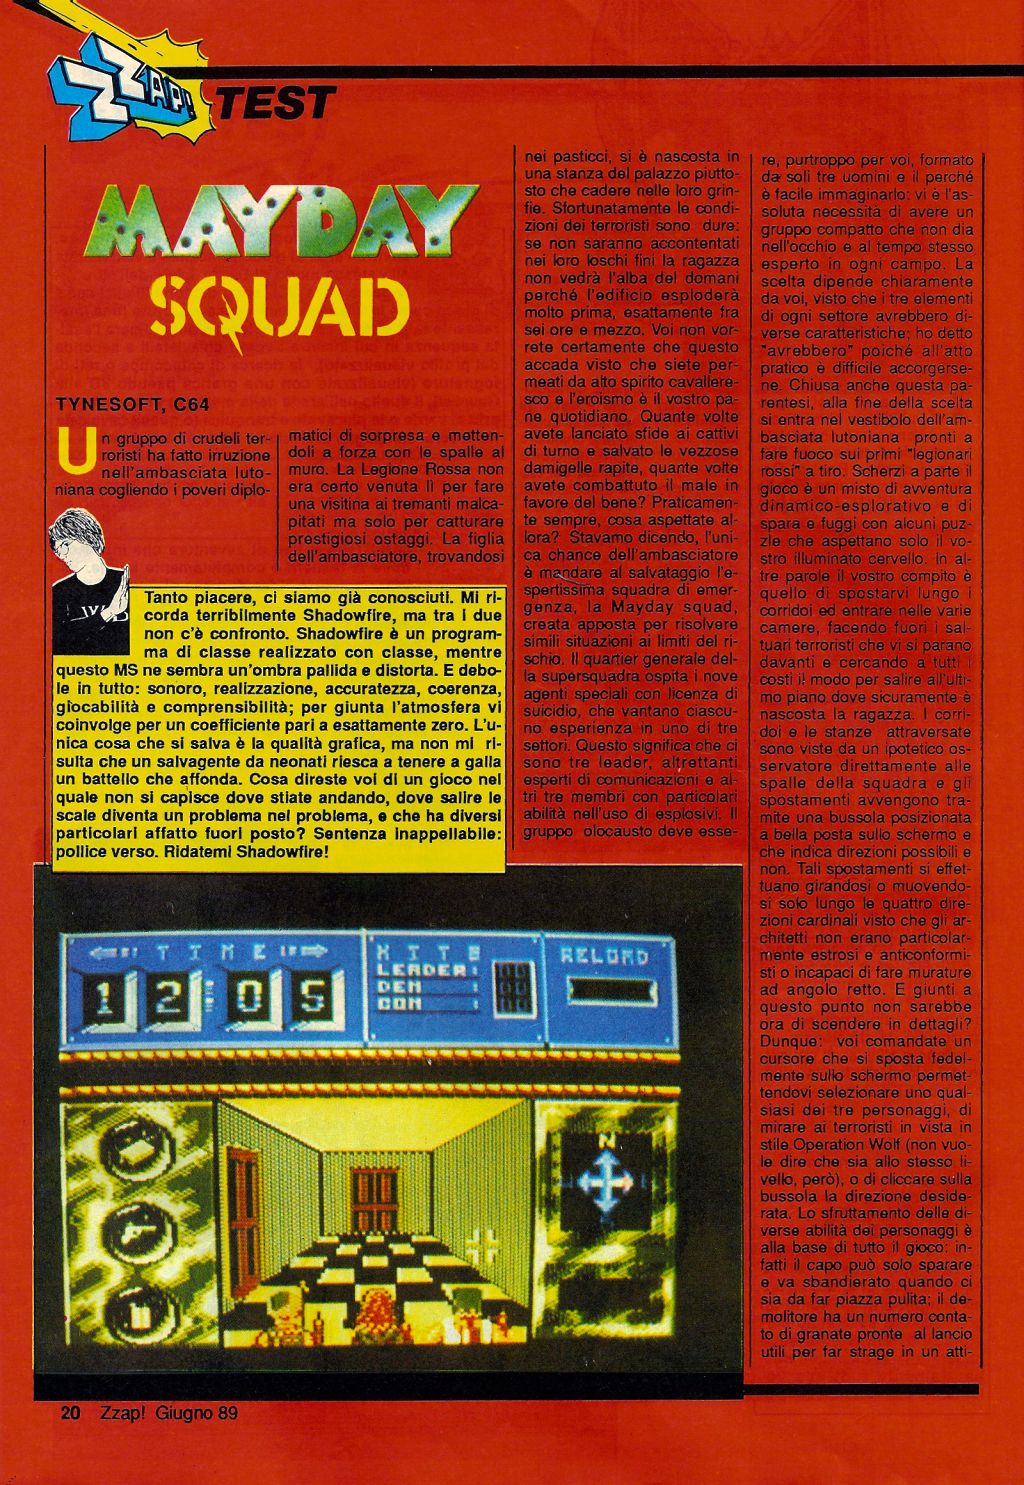 ZZAP! TEST
MAYDAY
SQUAD
TYNESOFT, C64
Un gruppo di crudeli ter-
roristi ha fatto irruzione
nell'ambasciata luto-
niana cogliendo i poveri diplo-
matici di sorpresa e metten-
doli a forza con le spalle al
muro. La Legione Rossa non
era certo venuta lì per fare
una visitina ai tremanti malca-
pitati ma solo per catturare
prestigiosi ostaggi. La figlia
dell'ambasciatore, trovandosi
nei pasticci, si è nascosta in
una stanza del palazzo piutto-
sto che cadere nelle loro grin-
fie. Sfortunatamente le condi-
zioni dei terroristi sono dure:
se non saranno accontentati
nei loro loschi fini la ragazza
non vedrà l'alba del domani
perché l'edificio esploderà
molto prima, esattamente fra
sei ore e mezzo. Voi non vor-
rete certamente che questo
accada visto che siete per-
meati da alto spirito cavallere-
sco e l'eroismo è il vostro pa-
ne quotidiano. Quante volte
avete lanciato sfide ai cattivi
di turno e salvato le vezzose
damigelle rapite, quante volte
avete combattuto il male in
favore del bene? Praticamen-
te sempre, cosa aspettate al-
lora? Stavamo dicendo, l'uni-
ca chance dell'ambasciatore
è mandare al salvataggio l'e-
spertissima squadra di emer-
genza, la Mayday squad,
creata apposta per risolvere
simili situazioni ai limiti del ri-
schio. Il quartier generale del-
la supersquadra ospita i nove
agenti speciali con licenza di
suicidio, che vantano ciascu-
no esperienza in uno di tre
settori. Questo significa che ci
sono tre leader, altrettanti
esperti di comunicazioni e al-
tri tre membri con particolari
abilità nell'uso di esplosivi. Il
gruppo olocausto deve esse-
re, purtroppo per voi, formato
da soli tre uomini e il perché
è facile immaginarlo: vi è l'as-
soluta necessità di avere un
gruppo compatto che non dia
nell'occhio e al tempo stesso
esperto in ogni campo. La
scelta dipende chiaramente
da voi, visto che i tre elementi
di ogni settore avrebbero di-
verse caratteristiche; ho detto
"avrebbero" poiché all'atto
pratico è difficile accorgerse-
ne. Chiusa anche questa pa-
rentesi, alla fine della scelta
si entra nel vestibolo dell'am-
basciata lutoniana pronti a
fare fuoco sui primi "legionari
rossi" a tiro. Scherzi a parte il
gioco è un misto di avventura
dinamico-esplorativo e di
spara e fuggi con alcuni puz-
zle che aspettano solo il vo-
stro illuminato cervello. In al-
tre parole il vostro compito è
quello di spostarvi lungo i
corridoi ed entrare nelle varie
camere, facendo fuori i sal-
tuari terroristi che vi si parano
davanti e cercando a tutti i
costi il modo per salire all'ulti-
mo piano dove sicuramente è
nascosta la ragazza. I corri-
doi e le stanze attraversate
sono viste da un ipotetico os-
servatore direttamente alle
spalle della squadra e gli
spostamenti avvengono tra-
mite una bussola posizionata
a bella posta sullo schermo e
che indica direzioni possibili e
non. Tali spostamenti si effet-
tuano girandosi o muovendo-
si solo lungo le quattro dire-
zioni cardinali visto che gli ar-
chitetti non erano particolar-
mente estrosi e anticonformi-
sti o incapaci di fare murature
ad angolo retto. E giunti a
questo punto non sarebbe
ora di scendere in dettagli?
Dunque: voi comandate un
cursore che si sposta fedel-
mente sullo schermo permet-
tendovi selezionare uno qual-
siasi dei tre personaggi, di
mirare ai terroristi in vista in
stile Operation Wolf (non vuo-
le dire che sia allo stesso li-
vello, però), o di cliccare sulla
bussola la direzione deside-
rata. Lo sfruttamento delle di-
verse abilità dei personaggi è
alla base di tutto il gioco: in-
fatti il capo può solo sparare
e va sbandierato quando ci
sia da far piazza pulita; il de-
molitore ha un numero conta-
to di granate pronte al lancio
utili per far strage in un atti-
Tanto piacere, ci siamo già conosciuti. Mi ri-
corda terribilmente Shadowfire, ma tra i due
non c'è confronto. Shadowfire è un program-
ma di classe realizzato con classe, mentre
questo MS ne sembra un'ombra pallida e distorta. E debo-
le in tutto: sonoro, realizzazione, accuratezza, coerenza,
giocabilità e comprensibilità; per giunta l'atmosfera vi
coinvolge per un coefficiente pari a esattamente zero. L'u-
nica cosa che si salva è la qualità grafica, ma non mi ri-
sulta che un salvagente da neonati riesca a tenere a galla
un battello che affonda. Cosa direste voi di un gioco nel
quale non si capisce dove stiate andando, dove salire le
scale diventa un problema nel problema, e che ha diversi
particolari affatto fuori posto? Sentenza inappellabile:
pollice verso. Ridatemi Shadowfire!
TIME
12:05
HITS
LEADER:
DEM :
COM :
RELOAD
N
20 Zzap! Giugno 89